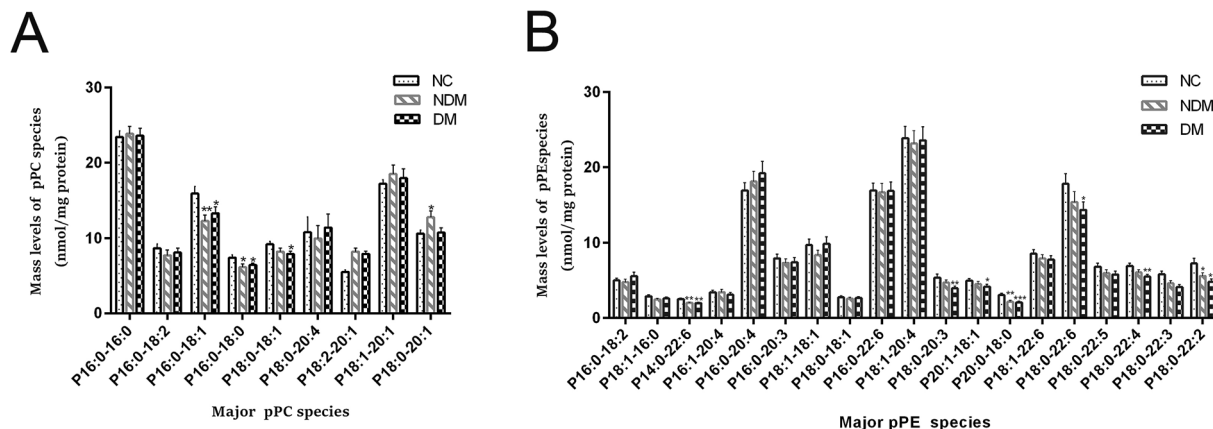 A
B
NC
NDM
DM
Mass levels of pPC species
(nmol/mg protein)
30
20
10
0
** *
* *
*
*
P16:0-16:0
P16:0-18:2
P16:0-18:1
P16:0-18:0
P18:0-18:1
P18:0-20:4
P18:2-20:1
P18:1-20:1
P18:0-20:1
Major pPC species
NC
NDM
DM
Mass levels of pPEspecies
(nmol/mg protein)
30
20
10
0
** **
**
*
** ***
*
**
* *
P16:0-18:2
P18:1-16:0
P14:0-22:6
P16:1-20:4
P16:0-20:4
P16:0-20:3
P18:1-18:1
P18:0-18:1
P16:0-22:6
P18:1-20:4
P18:0-20:3
P20:1-18:1
P20:0-18:0
P18:1-22:6
P18:0-22:6
P18:0-22:5
P18:0-22:4
P18:0-22:3
P18:0-22:2
Major pPE species